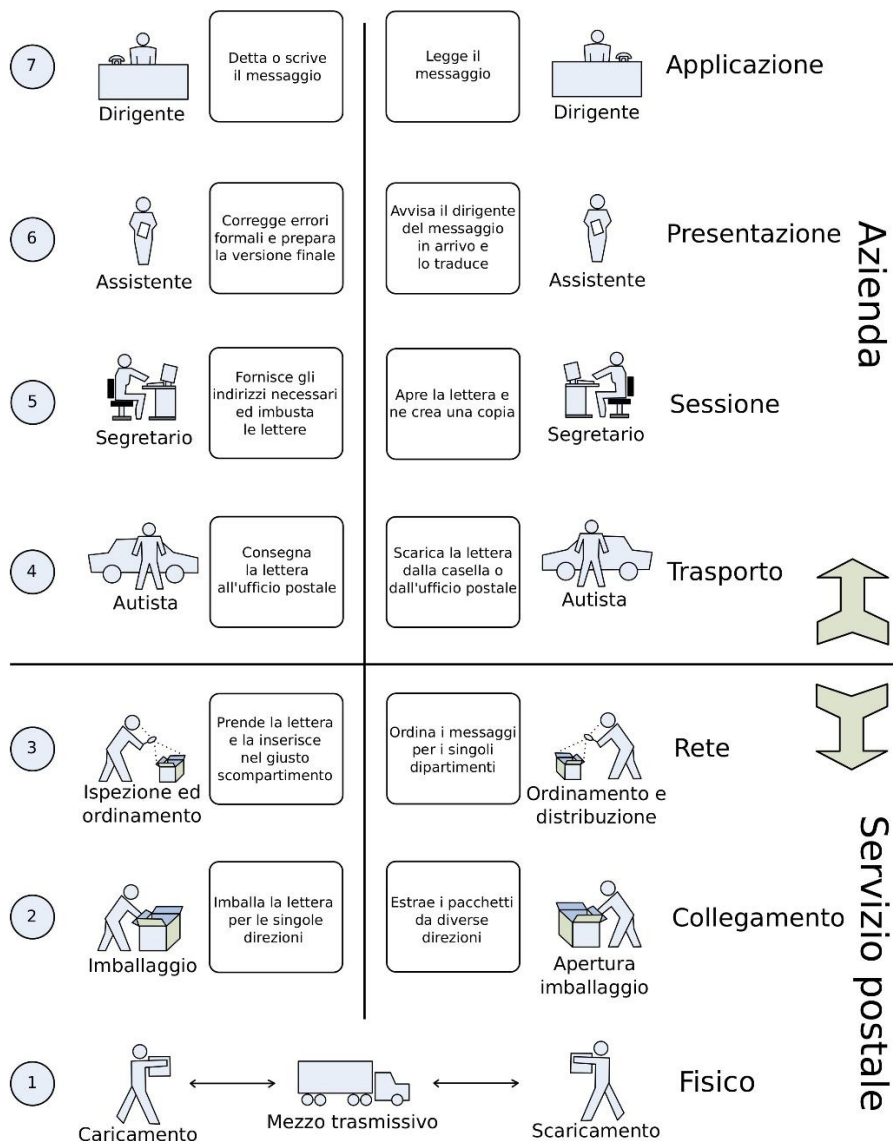 7
Dirigente
Detta o scrive
il messaggio
Legge il
messaggio
Dirigente
Applicazione
6
Assistente
Corregge errori
formali e prepara
la versione finale
Avvisa il dirigente
del messaggio
in arrivo e
lo traduce
Assistente
Presentazione
Azienda
5
Segretario
Fornisce gli
indirizzi necessari
ed imbusta
le lettere
Apre la lettera e
ne crea una copia
Segretario
Sessione
4
Autista
Consegna
la lettera
all'ufficio postale
Scarica la lettera
dalla casella o
dall'ufficio postale
Autista
Trasporto
3
Ispezione ed
ordinamento
Prende la lettera
e la inserisce
nel giusto
scompartimento
Ordina i messaggi
per i singoli
dipartimenti
Ordinamento e
distribuzione
Rete
Servizio postale
2
Imballaggio
Imballa la lettera
per le singole
direzioni
Estrae i pacchetti
da diverse
direzioni
Apertura
imballaggio
Collegamento
1
Caricamento
Mezzo trasmissivo
Scaricamento
Fisico